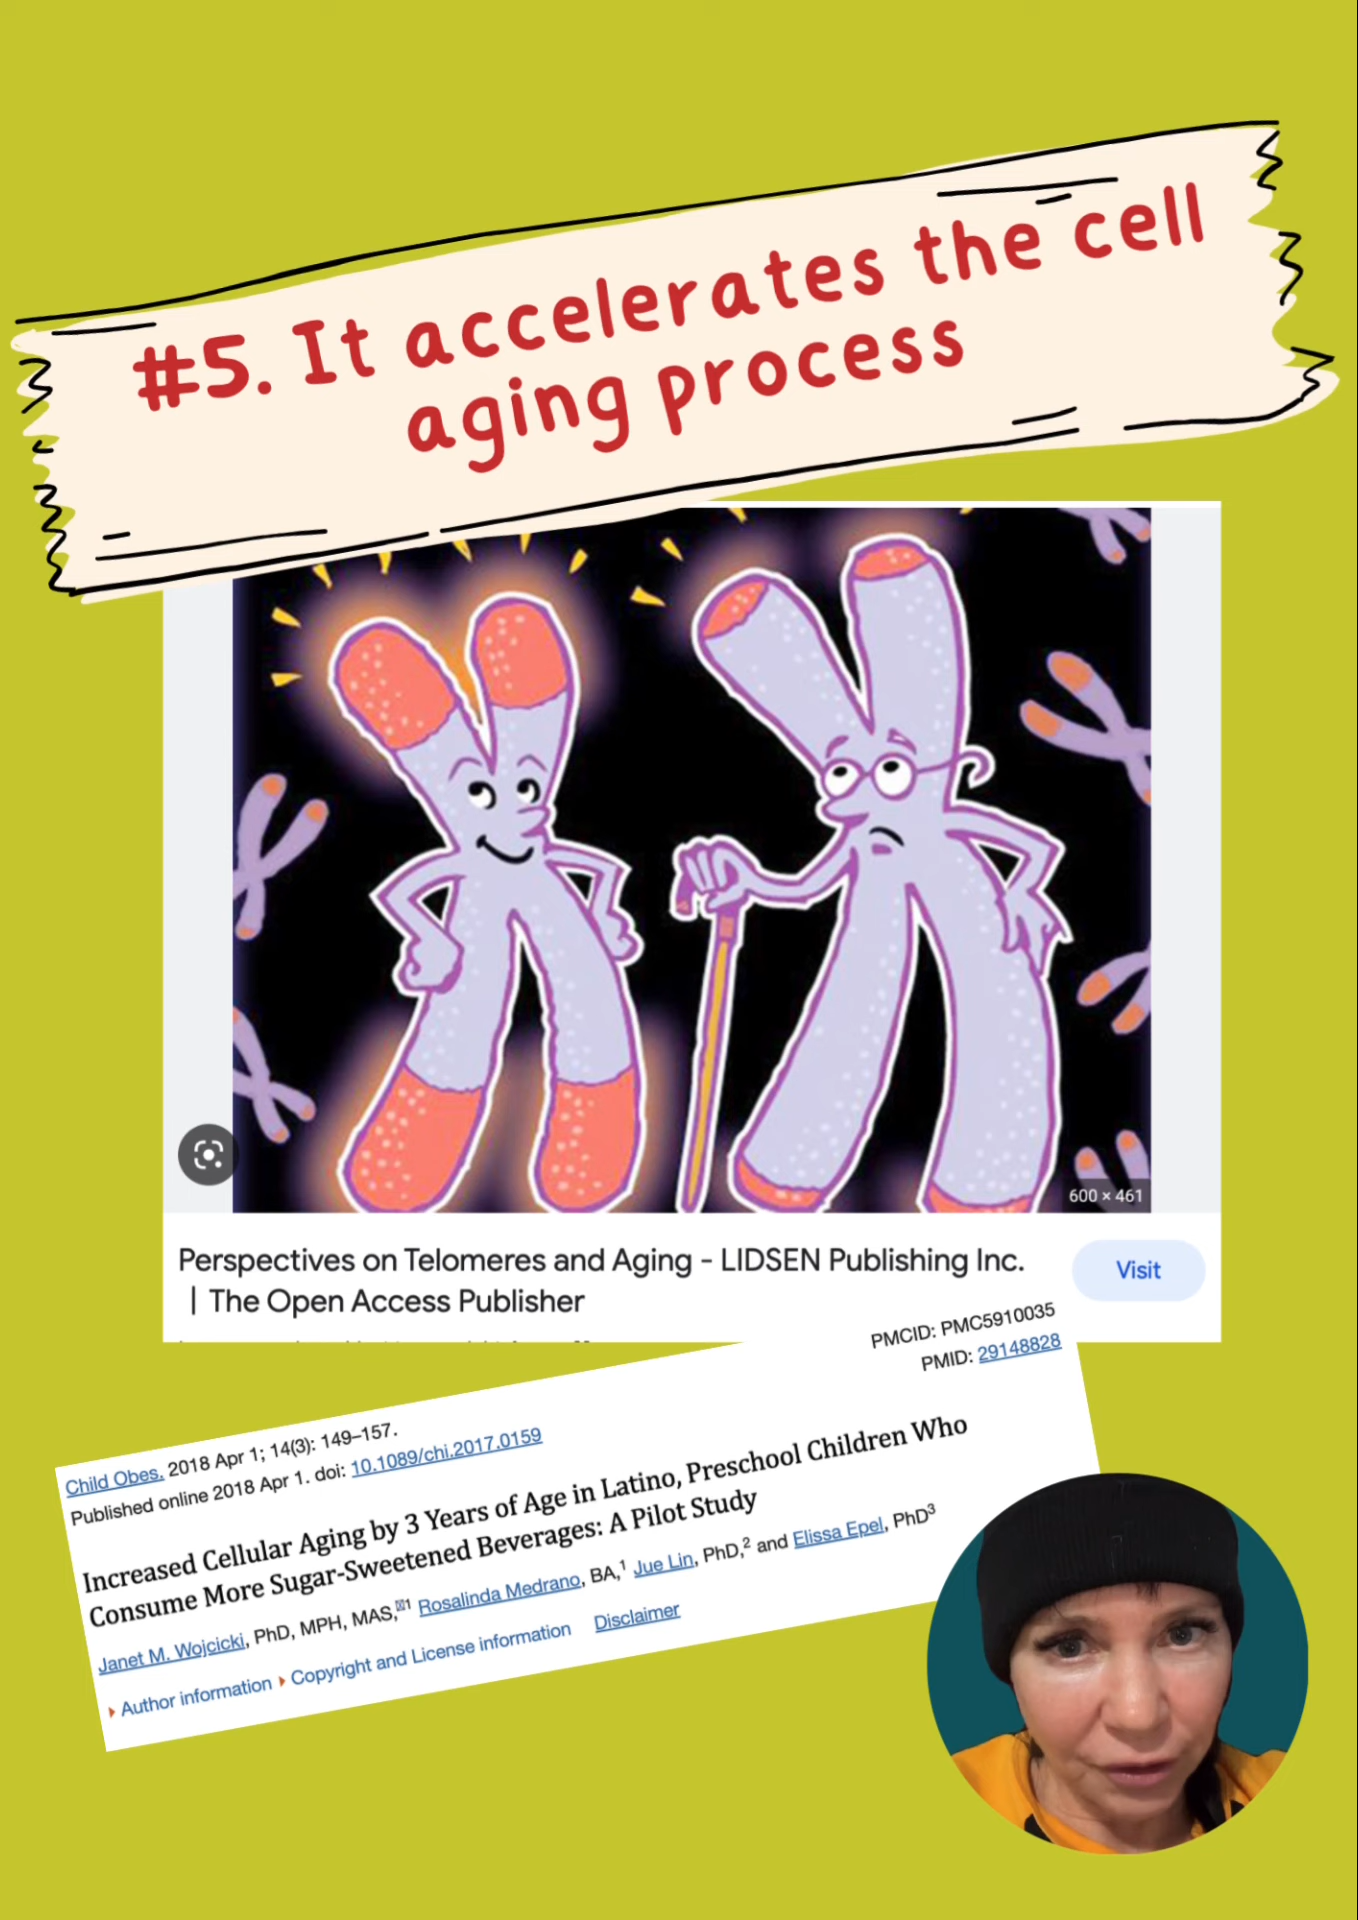 #5. It accelerates the cell
aging process
600 × 461
Perspectives on Telomeres and Aging - LIDSEN Publishing Inc.
| The Open Access Publisher
Visit
PMCID: PMC5910035
PMID: 29148828
Child Obes. 2018 Apr 1; 14(3): 149–157.
Published online 2018 Apr 1. doi: 10.1089/chi.2017.0159
Increased Cellular Aging by 3 Years of Age in Latino, Preschool Children Who
Consume More Sugar-Sweetened Beverages: A Pilot Study
Janet M. Wojcicki, PhD, MPH, MAS,1 Rosalinda Medrano, BA,1 Jue Lin, PhD,2 and Elissa Epel, PhD3
Author information Copyright and License information Disclaimer